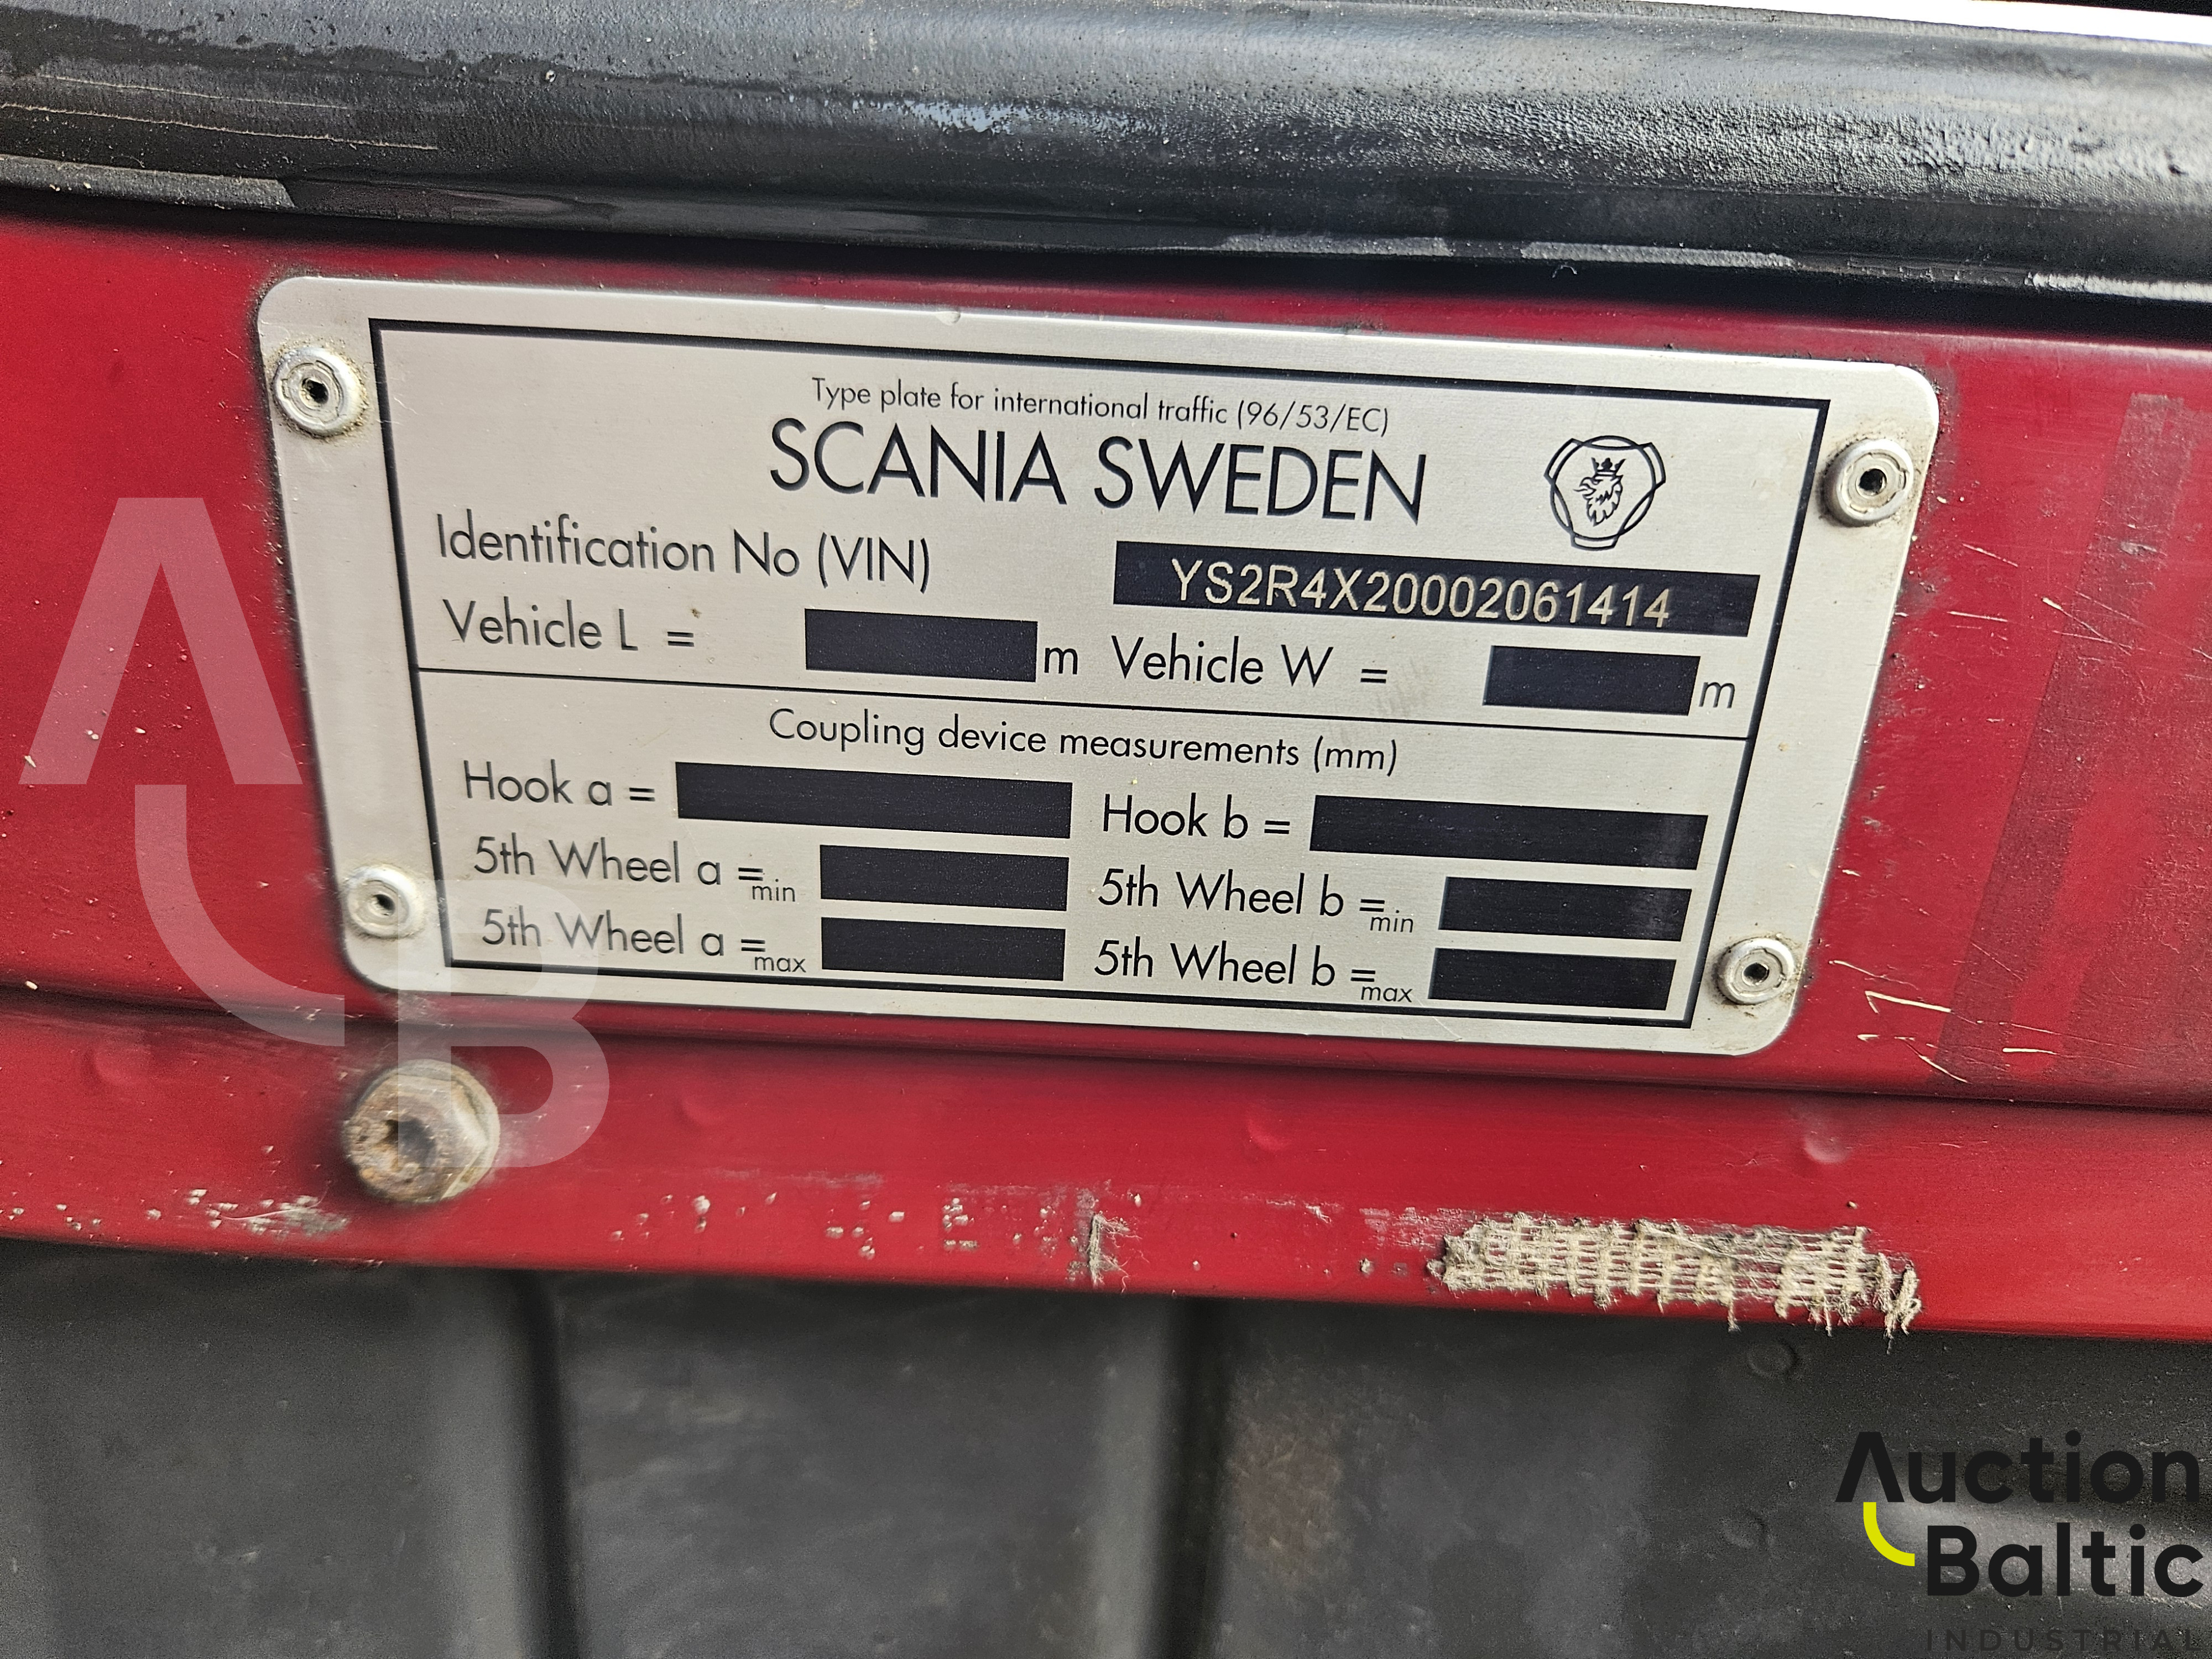 Type plate for international traffic (96/53/EC)
SCANIA SWEDEN
Identification No (VIN) YS2R4X20002061414
Vehicle L = m Vehicle W = m
Coupling device measurements (mm)
Hook a = Hook b =
5th Wheel a =min 5th Wheel b =min
5th Wheel a =max 5th Wheel b =max
AB
Auction
Baltic
INDUSTRIAL